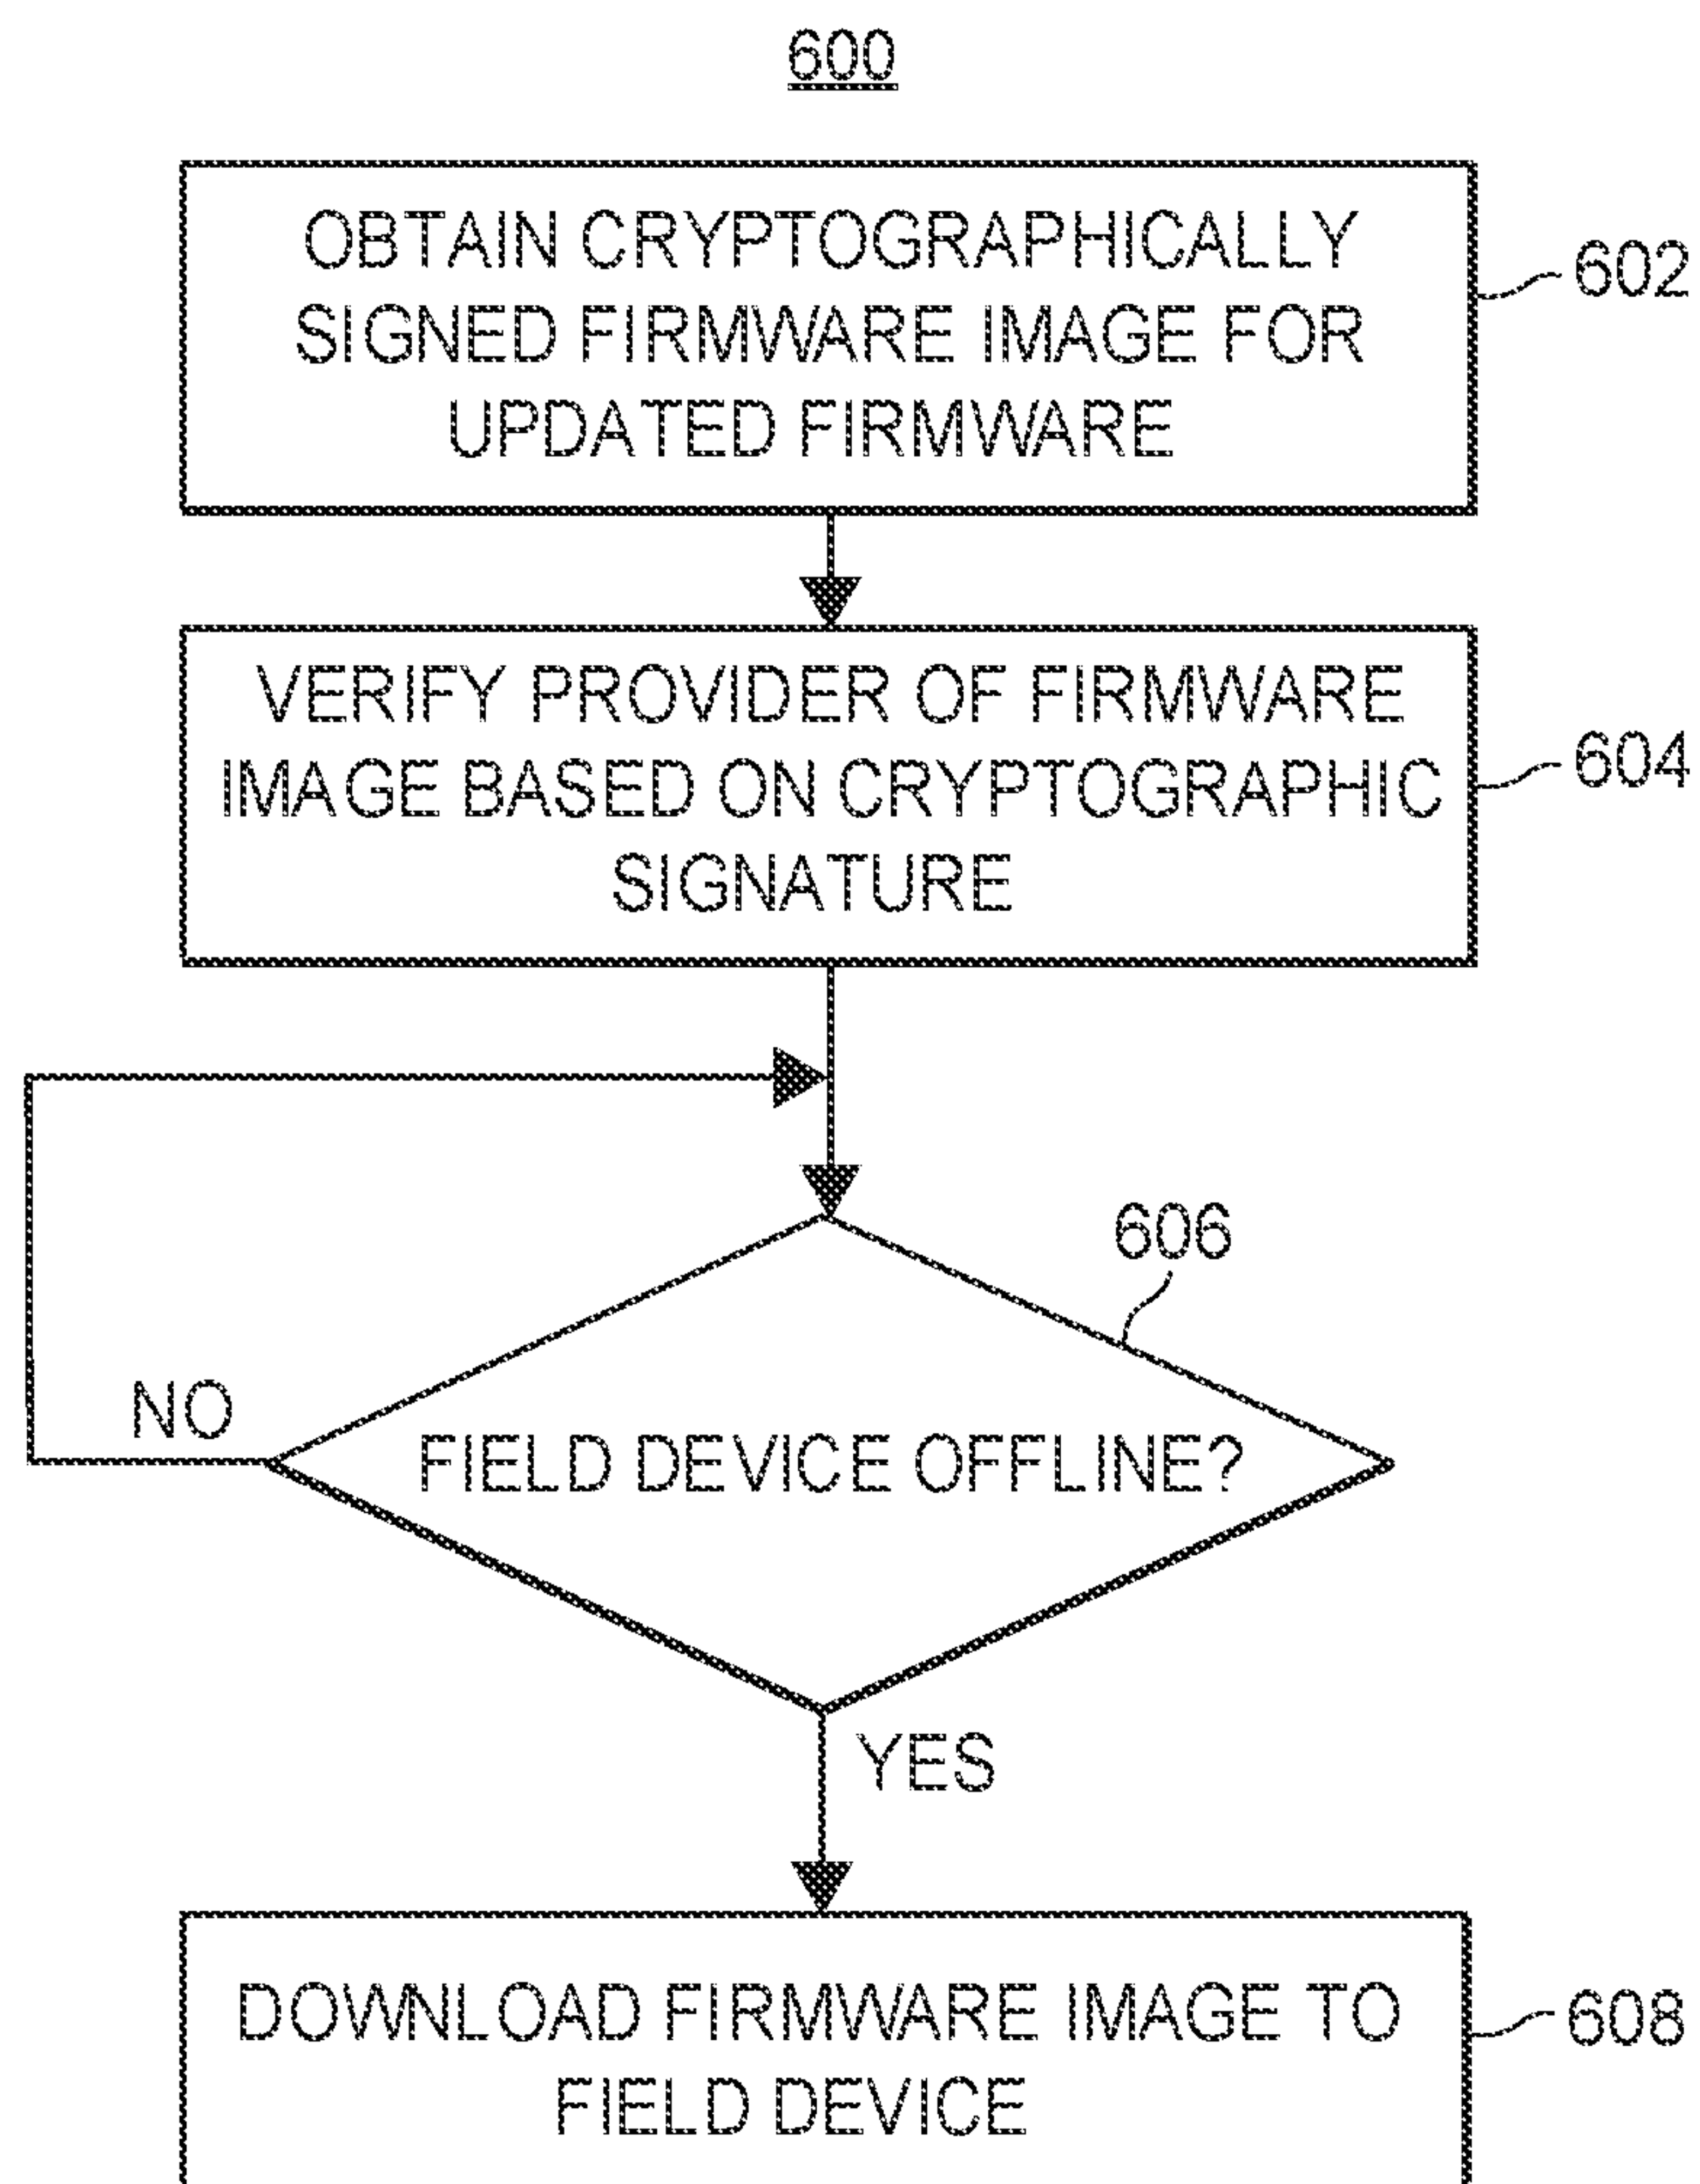 600
OBTAIN CRYPTOGRAPHICALLY
SIGNED FIRMWARE IMAGE FOR
UPDATED FIRMWARE
602
VERIFY PROVIDER OF FIRMWARE
IMAGE BASED ON CRYPTOGRAPHIC
SIGNATURE
604
606
NO
FIELD DEVICE OFFLINE?
YES
DOWNLOAD FIRMWARE IMAGE TO
FIELD DEVICE
608